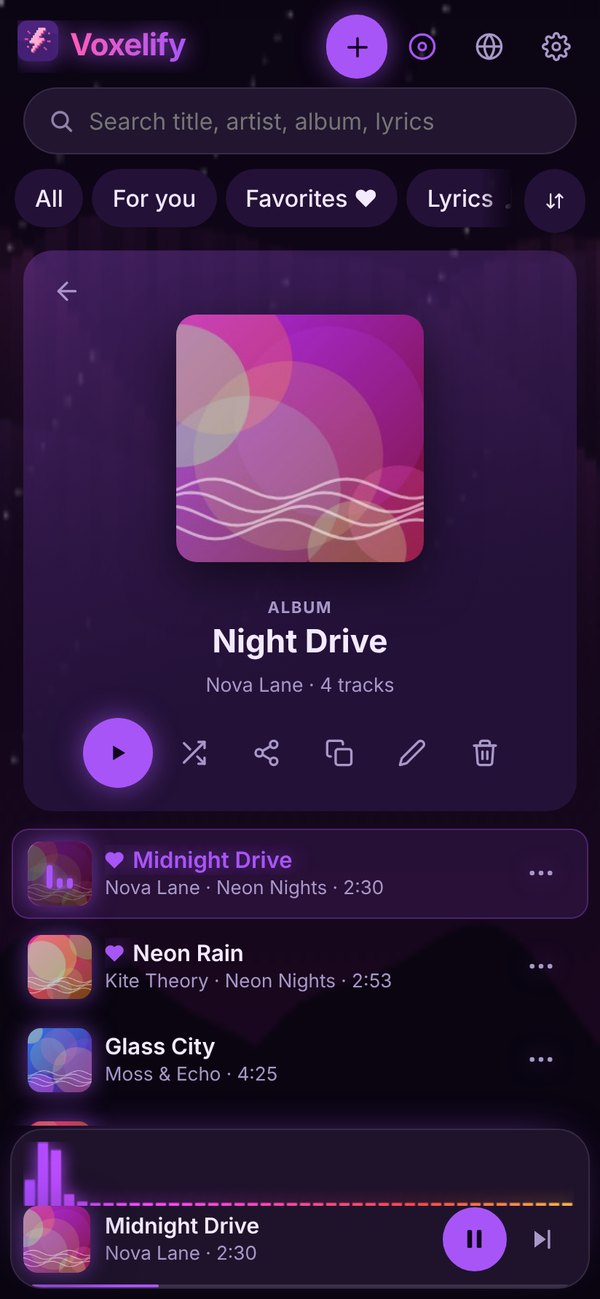 Voxelify
Search title, artist, album, lyrics
All
For you
Favorites ♥
Lyrics
ALBUM
Night Drive
Nova Lane · 4 tracks
Midnight Drive
Nova Lane · Neon Nights · 2:30
Neon Rain
Kite Theory · Neon Nights · 2:53
Glass City
Moss & Echo · 4:25
Midnight Drive
Nova Lane · 2:30